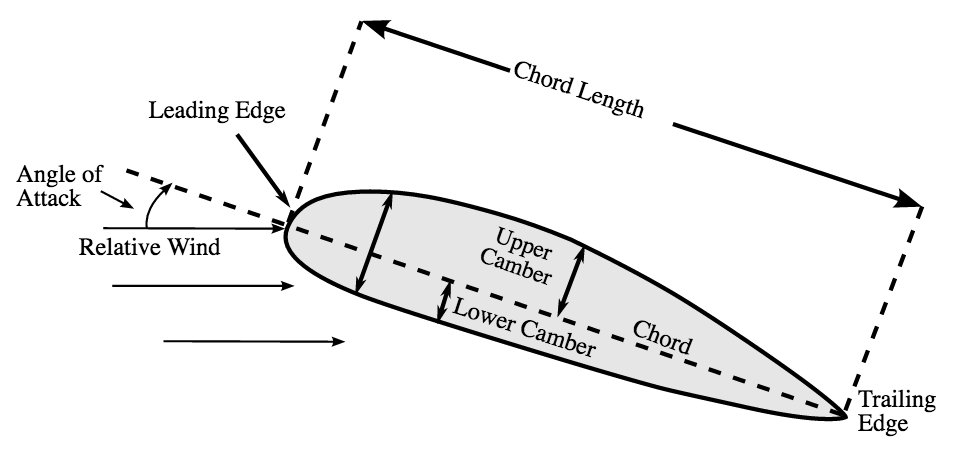 Chord Length
Leading Edge
Angle of
Attack
Relative Wind
Upper
Camber
Lower Camber
Chord
Trailing
Edge